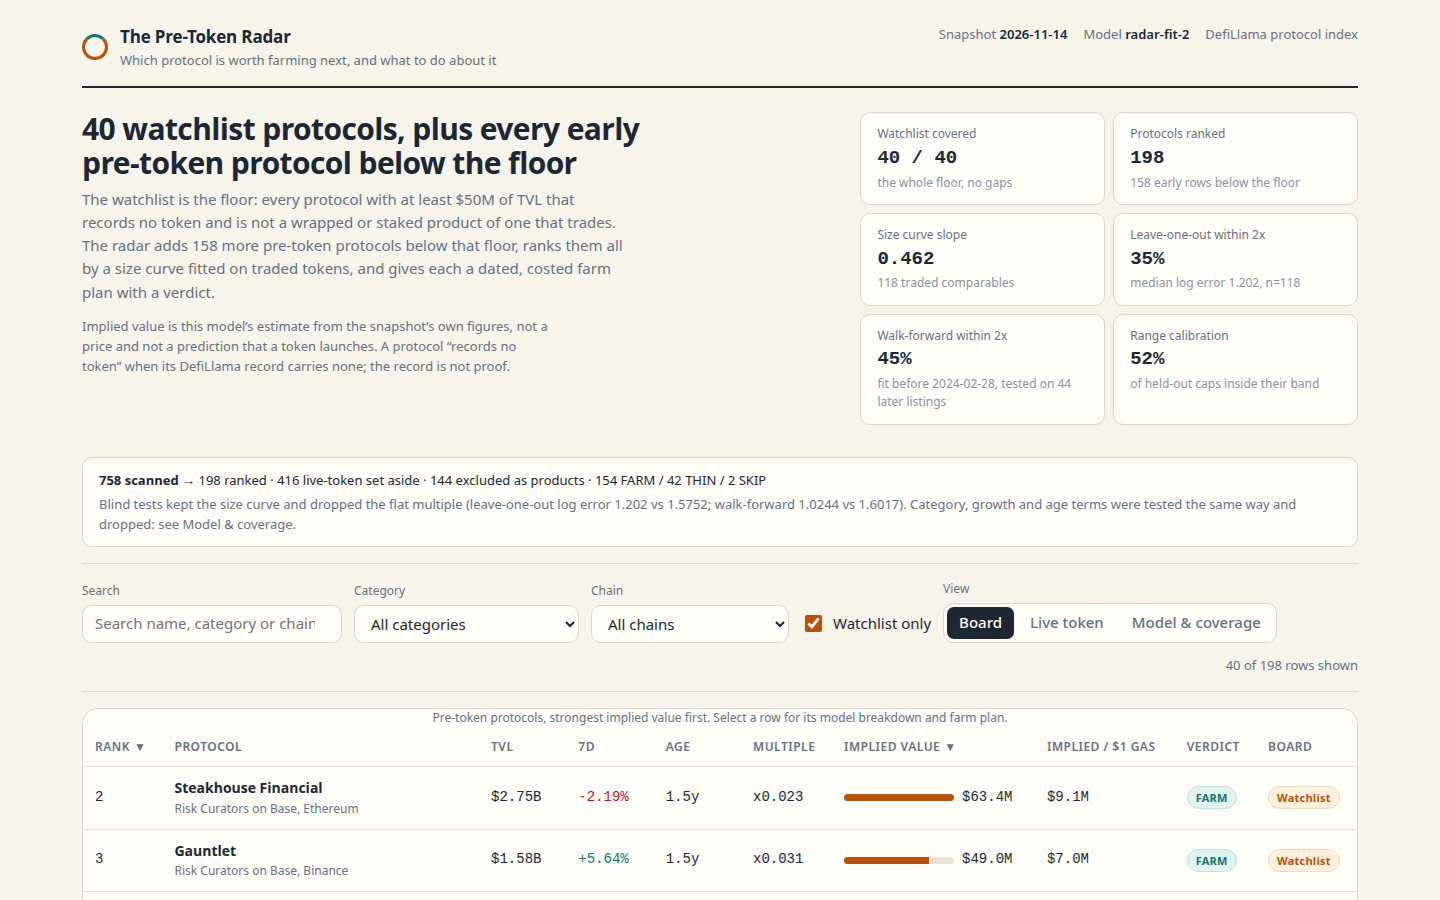 The Pre-Token Radar
Which protocol is worth farming next, and what to do about it
Snapshot 2026-11-14 Model radar-fit-2 DefiLlama protocol index
40 watchlist protocols, plus every early
pre-token protocol below the floor
The watchlist is the floor: every protocol with at least $50M of TVL that
records no token and is not a wrapped or staked product of one that trades.
The radar adds 158 more pre-token protocols below that floor, ranks them all
by a size curve fitted on traded tokens, and gives each a dated, costed farm
plan with a verdict.
Implied value is this model’s estimate from the snapshot’s own figures, not a
price and not a prediction that a token launches. A protocol “records no
token” when its DefiLlama record carries none; the record is not proof.
Watchlist covered
40 / 40
the whole floor, no gaps
Protocols ranked
198
158 early rows below the floor
Size curve slope
0.462
118 traded comparables
Leave-one-out within 2x
35%
median log error 1.202, n=118
Walk-forward within 2x
45%
fit before 2024-02-28, tested on 44
later listings
Range calibration
52%
of held-out caps inside their band
758 scanned → 198 ranked · 416 live-token set aside · 144 excluded as products · 154 FARM / 42 THIN / 2 SKIP
Blind tests kept the size curve and dropped the flat multiple (leave-one-out log error 1.202 vs 1.5752; walk-forward 1.0244 vs 1.6017). Category, growth and age terms were tested the same way and
dropped: see Model & coverage.
Search
Search name, category or chain
Category
All categories
Chain
All chains
Watchlist only
View
Board Live token Model & coverage
40 of 198 rows shown
Pre-token protocols, strongest implied value first. Select a row for its model breakdown and farm plan.
RANK ▼ PROTOCOL TVL 7D AGE MULTIPLE IMPLIED VALUE ▼ IMPLIED / $1 GAS VERDICT BOARD
2 Steakhouse Financial $2.75B -2.19% 1.5y x0.023 $63.4M $9.1M FARM Watchlist
Risk Curators on Base, Ethereum
3 Gauntlet $1.58B +5.64% 1.5y x0.031 $49.0M $7.0M FARM Watchlist
Risk Curators on Base, Binance